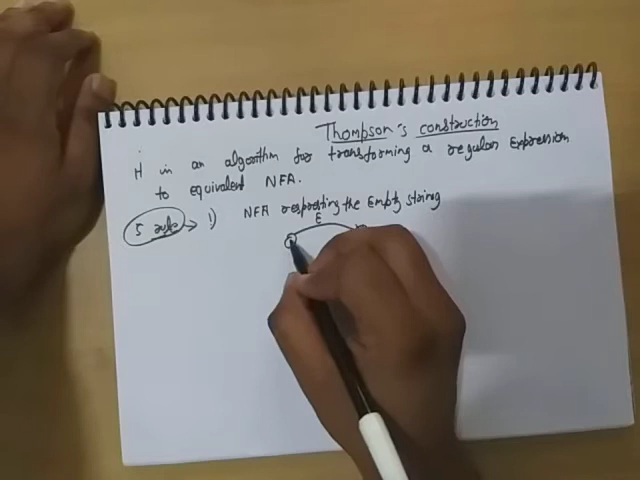 Thompson's construction
it is an algorithm for transforming a regular Expression
to equivalent NFA.
5 rules → 1) NFA respresting the Empty string
ε